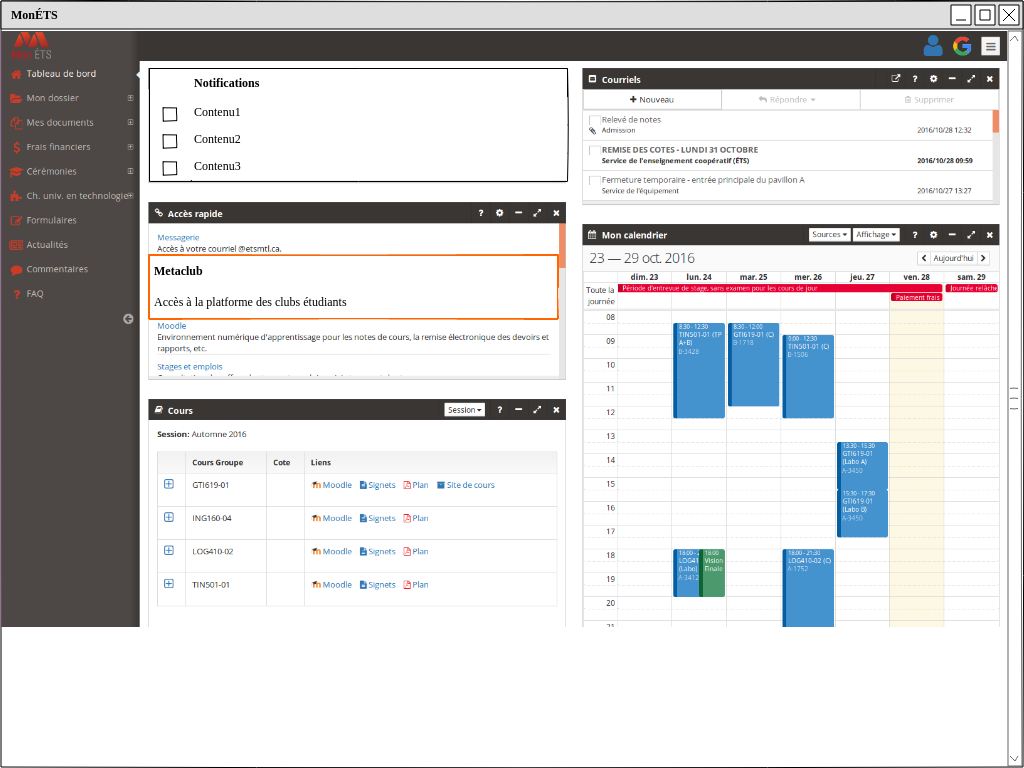 MonÉTS
MonÉTS
Tableau de bord
Mon dossier
Mes documents
Frais financiers
Cérémonies
Ch. univ. en technologie
Formulaires
Actualités
Commentaires
FAQ
Notifications
Contenu1
Contenu2
Contenu3
Accès rapide
Messagerie
Accès à votre courriel @etsmtl.ca.
Metaclub
Accès à la platforme des clubs étudiants
Moodle
Environnement numérique d'apprentissage pour les notes de cours, la remise électronique des devoirs et
rapports, etc.
Stages et emplois
Cours
Session
Session: Automne 2016
Cours Groupe Cote Liens
GTI619-01 Moodle Signets Plan Site de cours
ING160-04 Moodle Signets Plan
LOG410-02 Moodle Signets Plan
TIN501-01 Moodle Signets Plan
Courriels
Nouveau Répondre Supprimer
Relevé de notes
Admission 2016/10/28 12:32
REMISE DES COTES - LUNDI 31 OCTOBRE
Service de l'enseignement coopératif (ÉTS) 2016/10/28 09:59
Fermeture temporaire - entrée principale du pavillon A
Service de l'équipement 2016/10/27 13:27
Mon calendrier Sources Affichage
23 — 29 oct. 2016 Aujourd'hui
dim. 23 lun. 24 mar. 25 mer. 26 jeu. 27 ven. 28 sam. 29
Toute la
journée
Période d'entrevue de stage, sans examen pour les cours de jour
Journée relâche
Paiement frais
08
09
10
11
12
13
14
15
16
17
18
19
20
21
8:30 - 12:30
TIN501-01 (TP
A+B)
B-3428
8:30 - 12:00
GTI619-01 (C)
B-1718
9:00 - 12:30
TIN501-01 (C)
B-1506
13:30 - 15:30
GTI619-01
(Labo A)
A-3450
15:30 - 17:30
GTI619-01
(Labo B)
A-3450
18:00 - 2
LOG41
(Labo)
A-3412
18:00
Vision
Finale
18:00 - 21:30
LOG410-02 (C)
A-1752